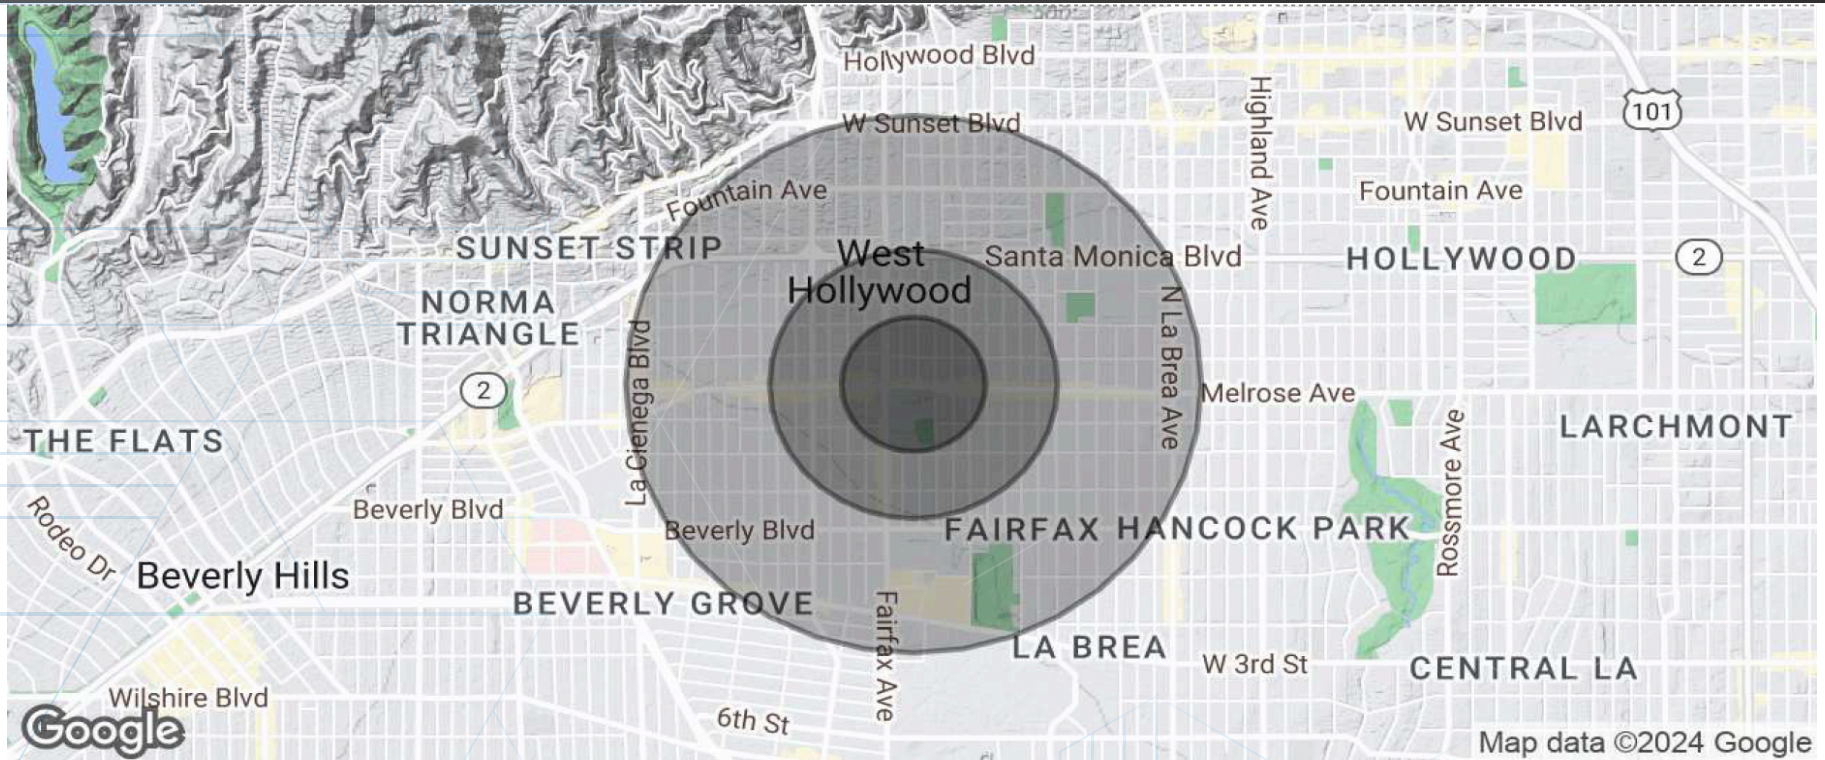 Hollywood Blvd
W Sunset Blvd
Highland Ave
101
W Sunset Blvd
Fountain Ave
Fountain Ave
SUNSET STRIP
West
Hollywood
Santa Monica Blvd
HOLLYWOOD
2
NORMA
TRIANGLE
La Cienega Blvd
N La Brea Ave
2
Melrose Ave
THE FLATS
LARCHMONT
Rossmore Ave
Rodeo Dr
Beverly Blvd
Beverly Blvd
FAIRFAX
HANCOCK PARK
Beverly Hills
BEVERLY GROVE
Fairfax Ave
LA BREA
W 3rd St
CENTRAL LA
Wilshire Blvd
6th St
Google
Map data ©2024 Google